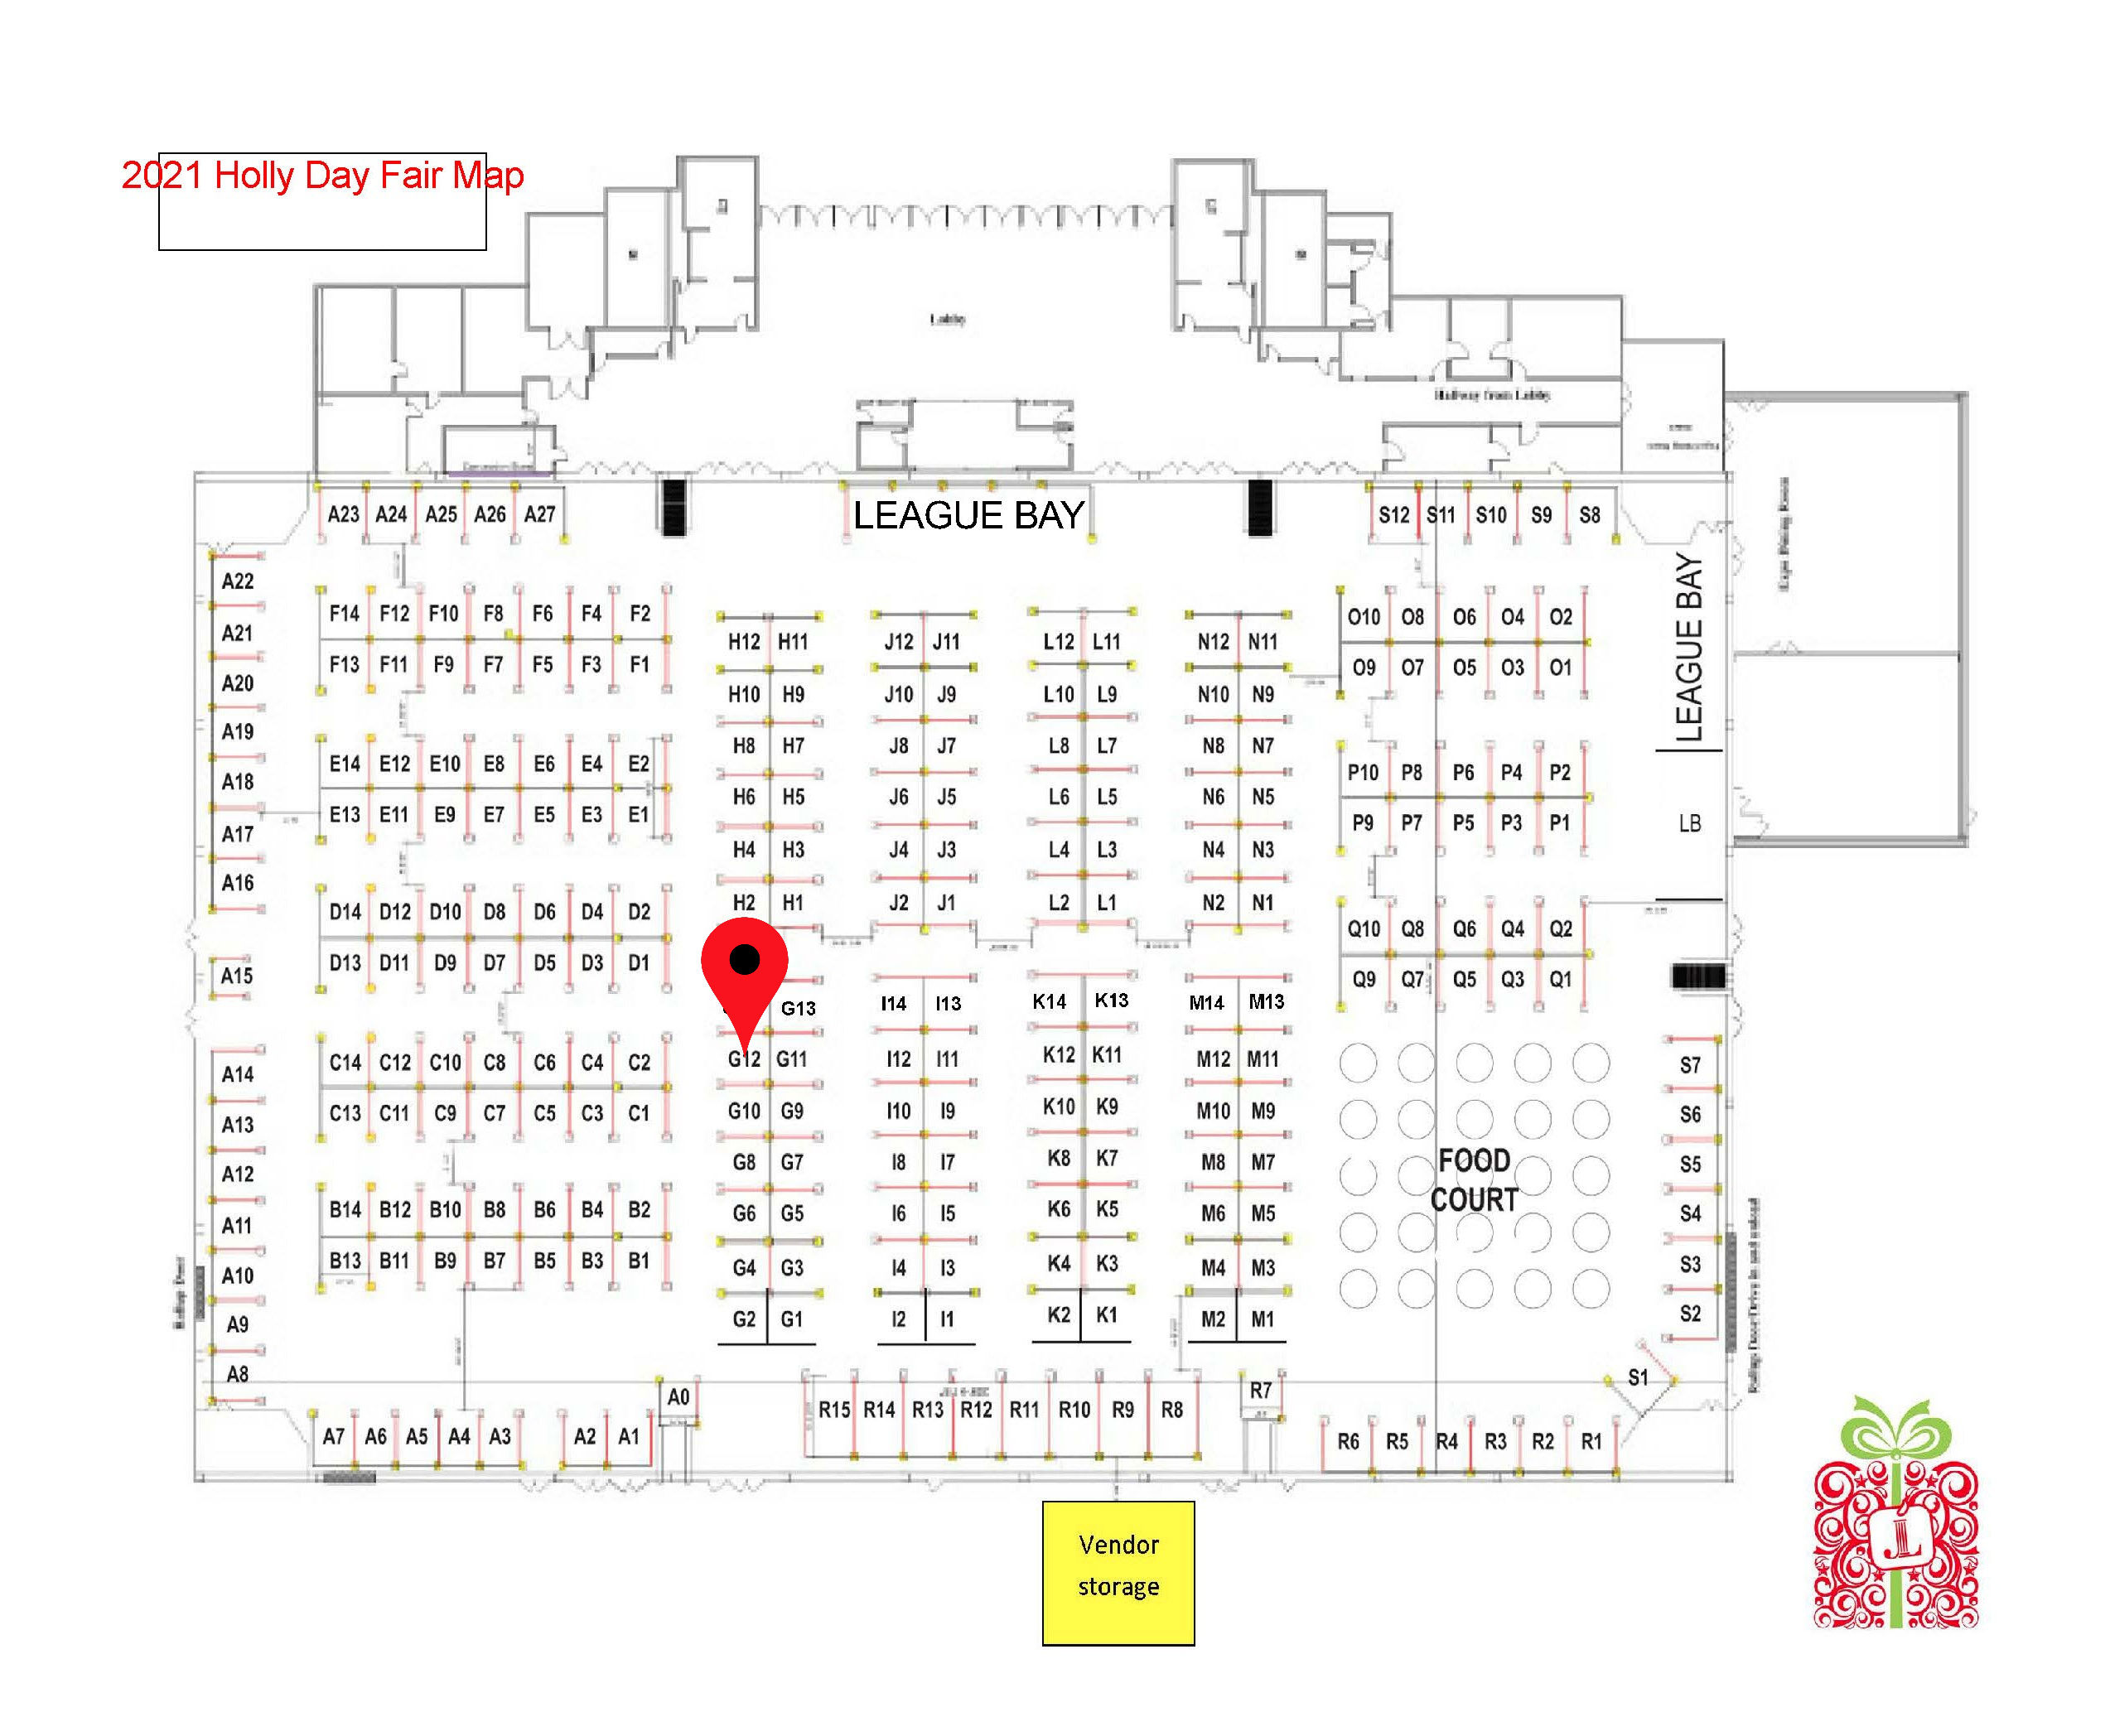 2021 Holly Day Fair Map
Lobby
Hallway from Lobby
LEAGUE BAY
A23 A24 A25 A26 A27
S12 S11 S10 S9 S8
A22
A21
A20
A19
A18
A17
A16
A15
A14
A13
A12
A11
A10
A9
A8
F14 F12 F10 F8 F6 F4 F2
F13 F11 F9 F7 F5 F3 F1
E14 E12 E10 E8 E6 E4 E2
E13 E11 E9 E7 E5 E3 E1
D14 D12 D10 D8 D6 D4 D2
D13 D11 D9 D7 D5 D3 D1
C14 C12 C10 C8 C6 C4 C2
C13 C11 C9 C7 C5 C3 C1
B14 B12 B10 B8 B6 B4 B2
B13 B11 B9 B7 B5 B3 B1
H12 H11
H10 H9
H8 H7
H6 H5
H4 H3
H2 H1
G13
G12 G11
G10 G9
G8 G7
G6 G5
G4 G3
G2 G1
J12 J11
J10 J9
J8 J7
J6 J5
J4 J3
J2 J1
I14 I13
I12 I11
I10 I9
I8 I7
I6 I5
I4 I3
I2 I1
L12 L11
L10 L9
L8 L7
L6 L5
L4 L3
L2 L1
K14 K13
K12 K11
K10 K9
K8 K7
K6 K5
K4 K3
K2 K1
N12 N11
N10 N9
N8 N7
N6 N5
N4 N3
N2 N1
M14 M13
M12 M11
M10 M9
M8 M7
M6 M5
M4 M3
M2 M1
O10 O8 O6 O4 O2
O9 O7 O5 O3 O1
P10 P8 P6 P4 P2
P9 P7 P5 P3 P1
Q10 Q8 Q6 Q4 Q2
Q9 Q7 Q5 Q3 Q1
LEAGUE BAY
LB
FOOD
COURT
S7
S6
S5
S4
S3
S2
S1
A7 A6 A5 A4 A3 A2 A1
A0
R15 R14 R13 R12 R11 R10 R9 R8
R7
R6 R5 R4 R3 R2 R1
Vendor
storage
JL